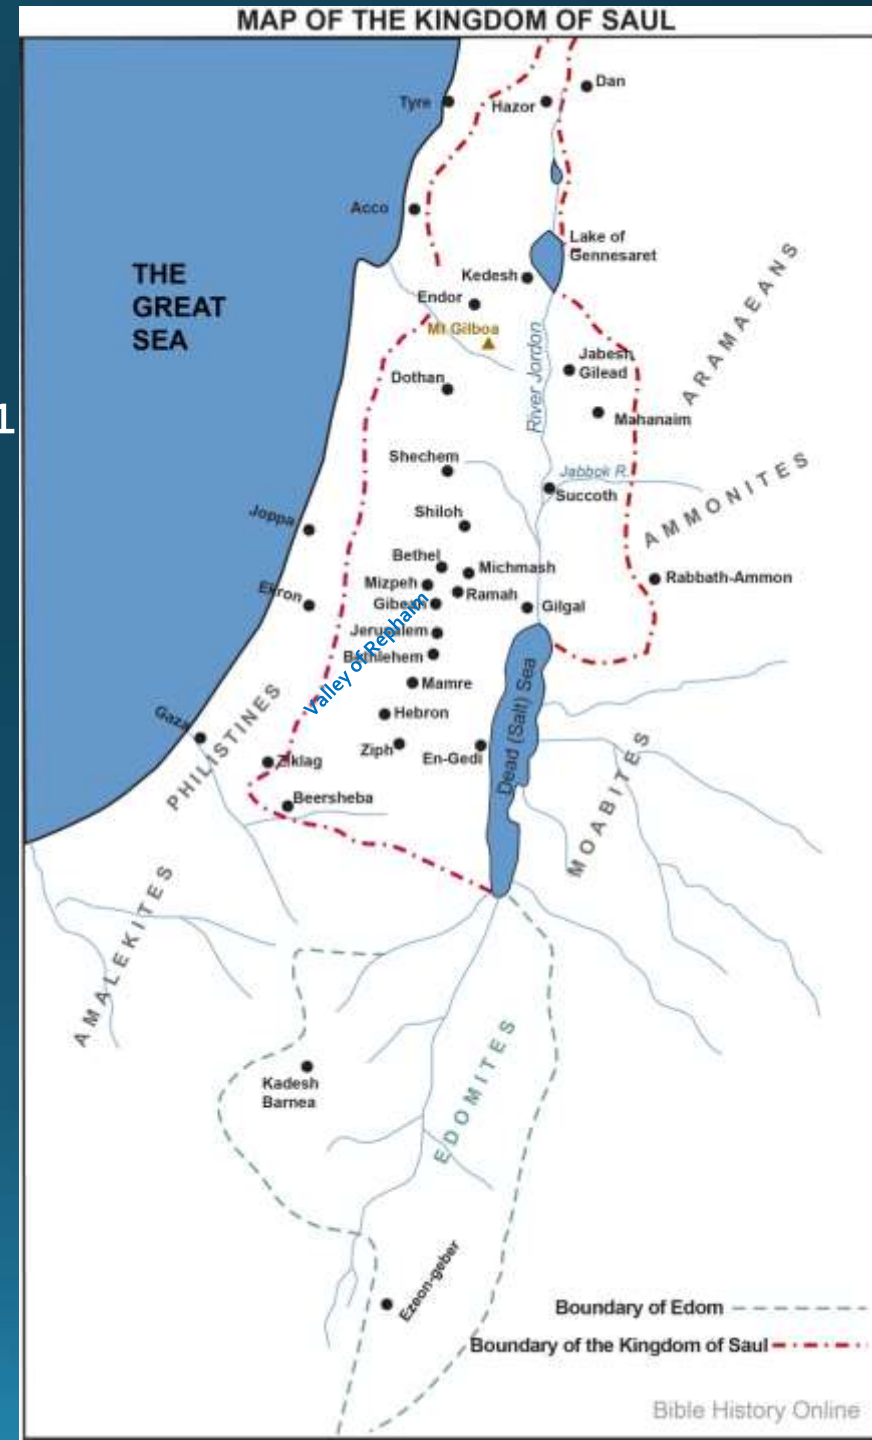 MAP OF THE KINGDOM OF SAUL
Dan
Tyre
Hazor
Acco
Lake of
Gennesaret
THE
GREAT
SEA
Kedesh
Endor
Mt Gilboa
ARAMAEANS
River Jordon
Jabesh
Gilead
Dothan
1
Mahanaim
Shechem
Jabbok R.
Succoth
AMMONITES
Shiloh
Joppa
Bethel
Michmash
Mizpeh
Rabbath-Ammon
Ekron
Ramah
Gibeah
Gilgal
Jerusalem
Valley of Rephaim
Bethlehem
Mamre
Dead (Salt) Sea
Hebron
Gaza
PHILISTINES
Ziph
En-Gedi
Ziklag
MOABITES
Beersheba
AMALEKITES
Kadesh
Barnea
EDOMITES
Ezeon-geber
Boundary of Edom
Boundary of the Kingdom of Saul
Bible History Online